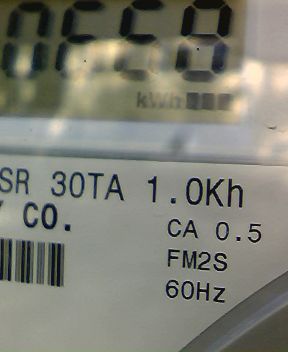 kWh
SR 30TA 1.0Kh
Y CO.
CA 0.5
FM2S
60Hz